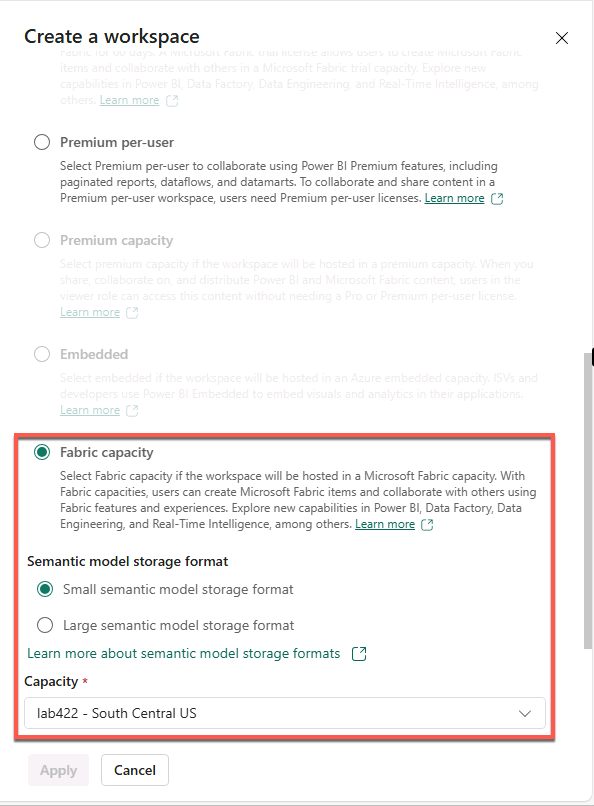 Create a workspace
Fabric for 60 days. A Microsoft Fabric trial license allows users to create Microsoft Fabric
items and collaborate with others in a Microsoft Fabric trial capacity. Explore new
capabilities in Power BI, Data Factory, Data Engineering, and Real-Time Intelligence, among
others. Learn more
Premium per-user
Select Premium per-user to collaborate using Power BI Premium features, including
paginated reports, dataflows, and datamarts. To collaborate and share content in a
Premium per-user workspace, users need Premium per-user licenses. Learn more
Premium capacity
Select premium capacity if the workspace will be hosted in a premium capacity. When you
share, collaborate on, and distribute Power BI and Microsoft Fabric content, users in the
viewer role can access this content without needing a Pro or Premium per-user license.
Learn more
Embedded
Select embedded if the workspace will be hosted in an Azure embedded capacity. ISVs and
developers use Power BI Embedded to embed visuals and analytics in their applications.
Learn more
Fabric capacity
Select Fabric capacity if the workspace will be hosted in a Microsoft Fabric capacity. With
Fabric capacities, users can create Microsoft Fabric items and collaborate with others using
Fabric features and experiences. Explore new capabilities in Power BI, Data Factory, Data
Engineering, and Real-Time Intelligence, among others. Learn more
Semantic model storage format
Small semantic model storage format
Large semantic model storage format
Learn more about semantic model storage formats
Capacity *
lab422 - South Central US
Apply Cancel